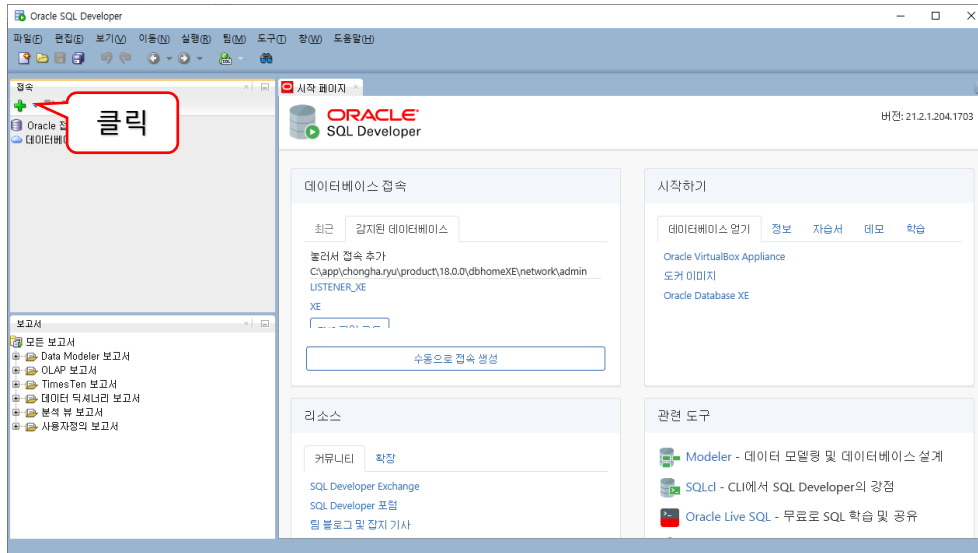 Oracle SQL Developer
파일(F) 편집(E) 보기(V) 이동(N) 실행(R) 팀(M) 도구(T) 창(W) 도움말(H)
접속
클릭
Oracle
시작 페이지
ORACLE
SQL Developer
버전: 21.2.1.204.1703
데이터베이스 접속
최근 감지된 데이터베이스
눌러서 접속 추가
C:\app\chongha.ryu\product\18.0.0\dbhomeXE\network\admin
LISTENER_XE
XE
수동으로 접속 생성
시작하기
데이터베이스 열기 정보 자습서 데모 학습
Oracle VirtualBox Appliance
도커 이미지
Oracle Database XE
보고서
모든 보고서
Data Modeler 보고서
OLAP 보고서
TimesTen 보고서
데이터 딕셔너리 보고서
분석 뷰 보고서
사용자정의 보고서
리소스
커뮤니티 확장
SQL Developer Exchange
SQL Developer 포럼
팀 블로그 및 잡지 기사
관련 도구
Modeler - 데이터 모델링 및 데이터베이스 설계
SQLcl - CLI에서 SQL Developer의 강점
Oracle Live SQL - 무료로 SQL 학습 및 공유